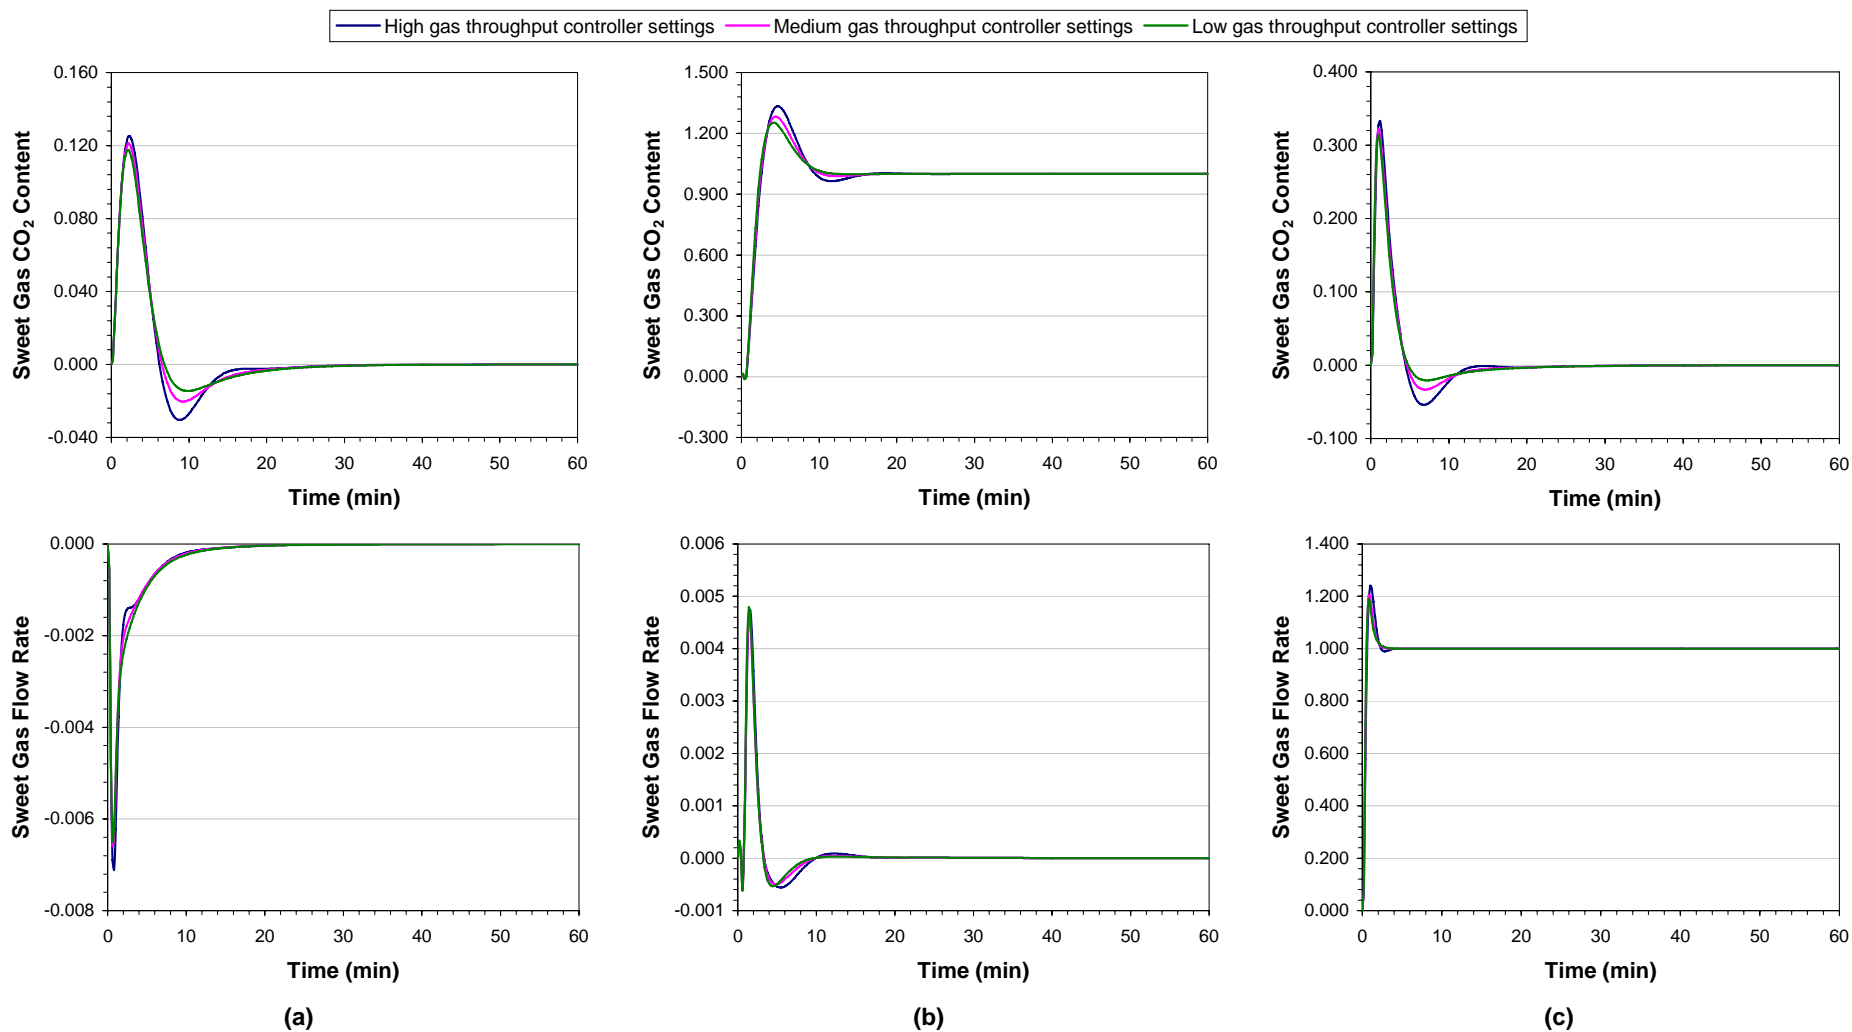 High gas throughput controller settings Medium gas throughput controller settings Low gas throughput controller settings
Sweet Gas CO₂ Content
0.160
0.120
0.080
0.040
0.000
-0.040
0 10 20 30 40 50 60
Time (min)
Sweet Gas CO₂ Content
1.500
1.200
0.900
0.600
0.300
0.000
-0.300
0 10 20 30 40 50 60
Time (min)
Sweet Gas CO₂ Content
0.400
0.300
0.200
0.100
0.000
-0.100
0 10 20 30 40 50 60
Time (min)
Sweet Gas Flow Rate
0.000
-0.002
-0.004
-0.006
-0.008
0 10 20 30 40 50 60
Time (min)
(a)
Sweet Gas Flow Rate
0.006
0.005
0.004
0.003
0.002
0.001
0.000
-0.001
0 10 20 30 40 50 60
Time (min)
(b)
Sweet Gas Flow Rate
1.400
1.200
1.000
0.800
0.600
0.400
0.200
0.000
0 10 20 30 40 50 60
Time (min)
(c)